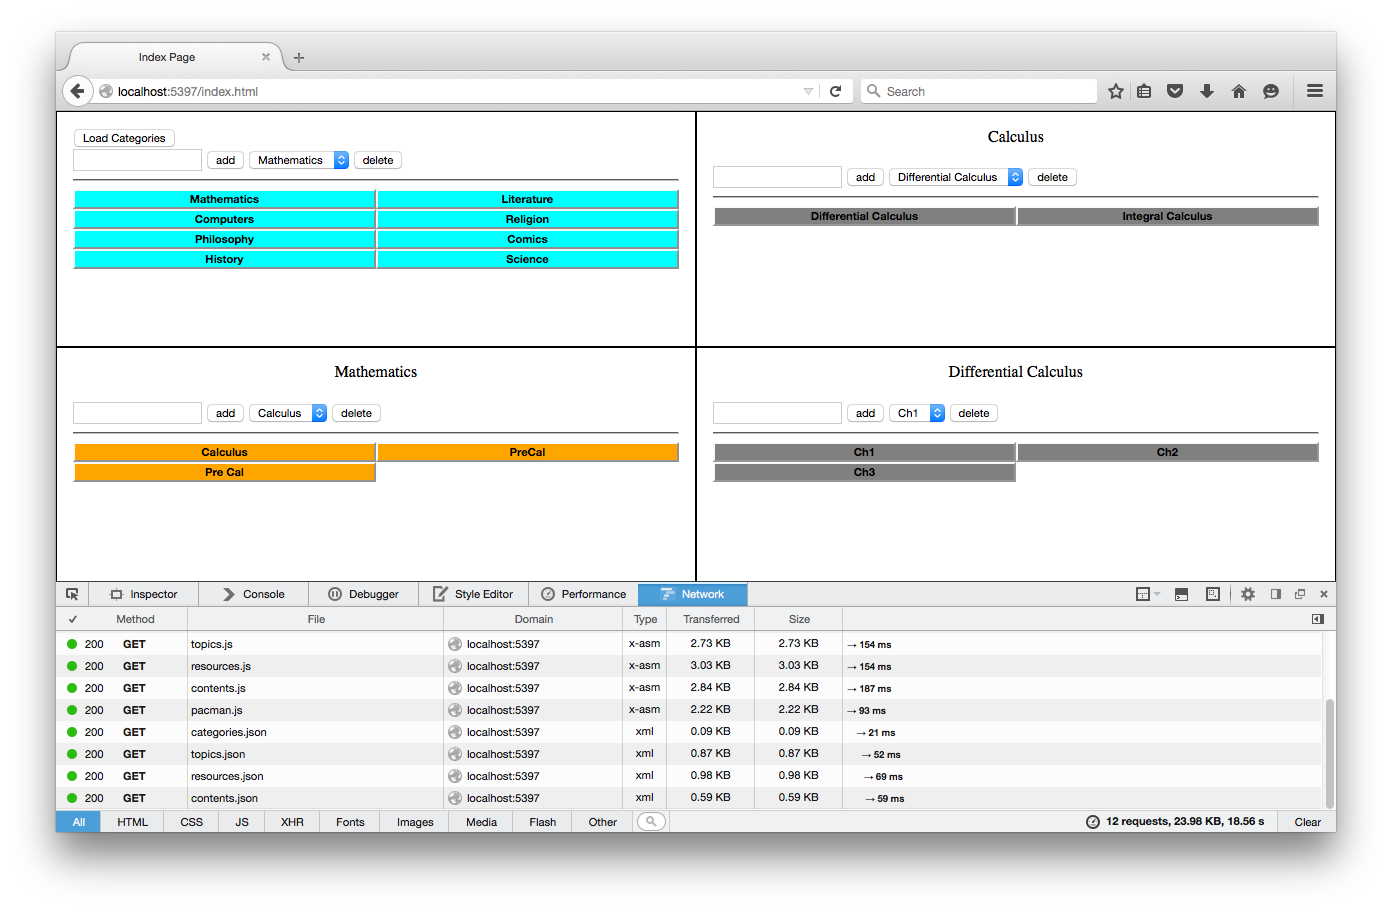 Index Page
localhost:5397/index.html
Search
Load Categories
add Mathematics delete
Mathematics Literature
Computers Religion
Philosophy Comics
History Science
Calculus
add Differential Calculus delete
Differential Calculus Integral Calculus
Mathematics
add Calculus delete
Calculus PreCal
Pre Cal
Differential Calculus
add Ch1 delete
Ch1 Ch2
Ch3
Inspector Console Debugger Style Editor Performance Network
✓ Method File Domain Type Transferred Size
200 GET topics.js localhost:5397 x-asm 2.73 KB 2.73 KB → 154 ms
200 GET resources.js localhost:5397 x-asm 3.03 KB 3.03 KB → 154 ms
200 GET contents.js localhost:5397 x-asm 2.84 KB 2.84 KB → 187 ms
200 GET pacman.js localhost:5397 x-asm 2.22 KB 2.22 KB → 93 ms
200 GET categories.json localhost:5397 xml 0.09 KB 0.09 KB → 21 ms
200 GET topics.json localhost:5397 xml 0.87 KB 0.87 KB → 52 ms
200 GET resources.json localhost:5397 xml 0.98 KB 0.98 KB → 69 ms
200 GET contents.json localhost:5397 xml 0.59 KB 0.59 KB → 59 ms
All HTML CSS JS XHR Fonts Images Media Flash Other 12 requests, 23.98 KB, 18.56 s Clear